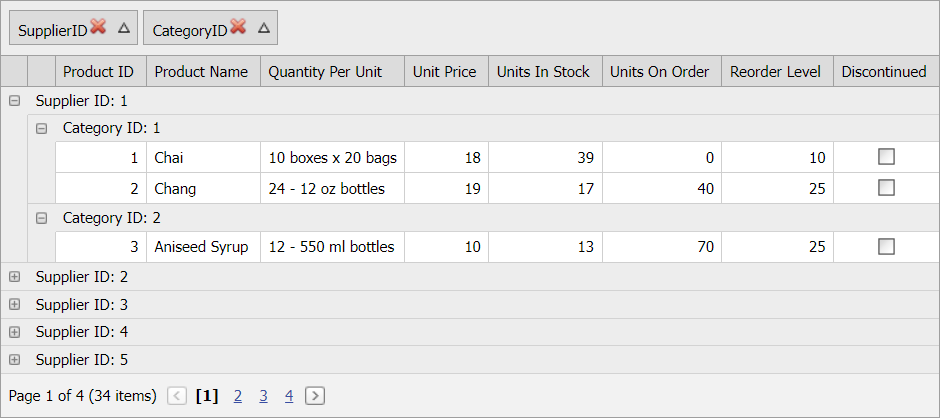 SupplierID CategoryID
Product ID Product Name Quantity Per Unit Unit Price Units In Stock Units On Order Reorder Level Discontinued
Supplier ID: 1
Category ID: 1
1 Chai 10 boxes x 20 bags 18 39 0 10
2 Chang 24 - 12 oz bottles 19 17 40 25
Category ID: 2
3 Aniseed Syrup 12 - 550 ml bottles 10 13 70 25
Supplier ID: 2
Supplier ID: 3
Supplier ID: 4
Supplier ID: 5
Page 1 of 4 (34 items) [1] 2 3 4